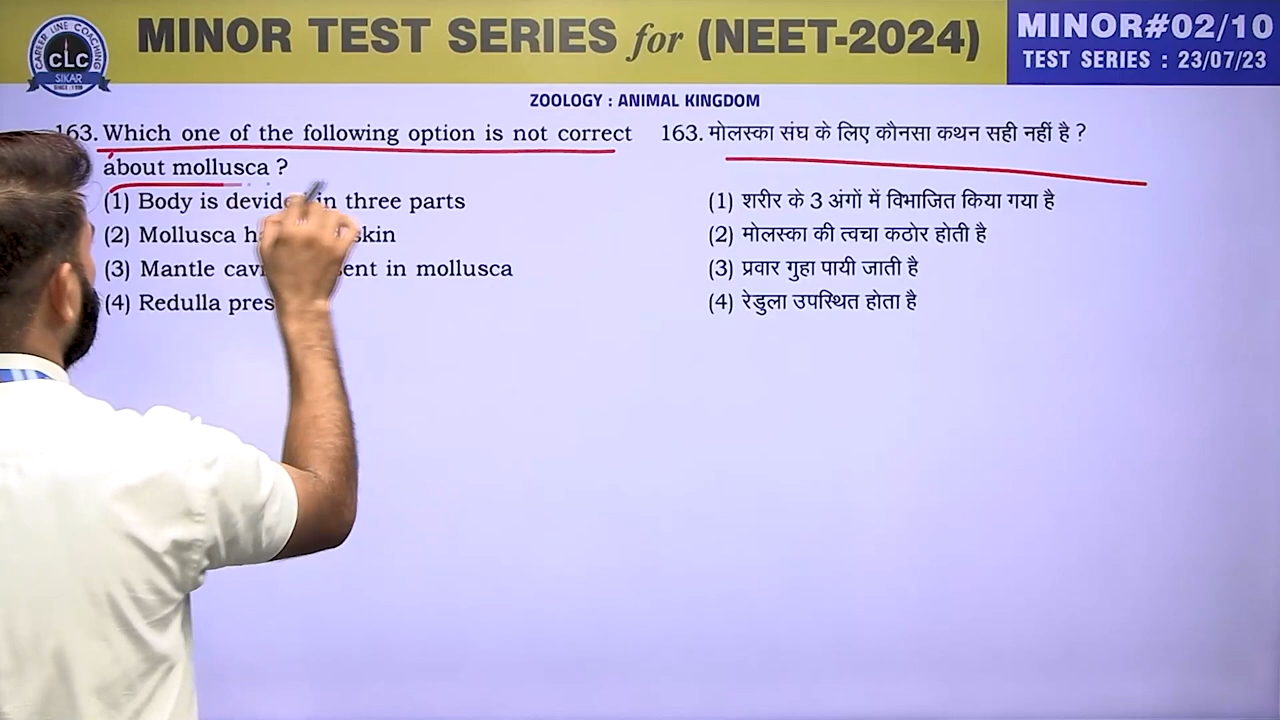 CAREER LINE COACHING
CLC
SIKAR
MINOR TEST SERIES for (NEET-2024)
MINOR#02/10
TEST SERIES : 23/07/23
ZOOLOGY : ANIMAL KINGDOM
163. Which one of the following option is not correct
about mollusca ?
(1) Body is devide in three parts
(2) Mollusca skin
(3) Mantle in mollusca
(4) Redulla
163. मोलस्का संघ के लिए कौनसा कथन सही नहीं है ?
(1) शरीर के 3 अंगों में विभाजित किया गया है
(2) मोलस्का की त्वचा कठोर होती है
(3) प्रवार गुहा पायी जाती है
(4) रेडुला उपस्थित होता है